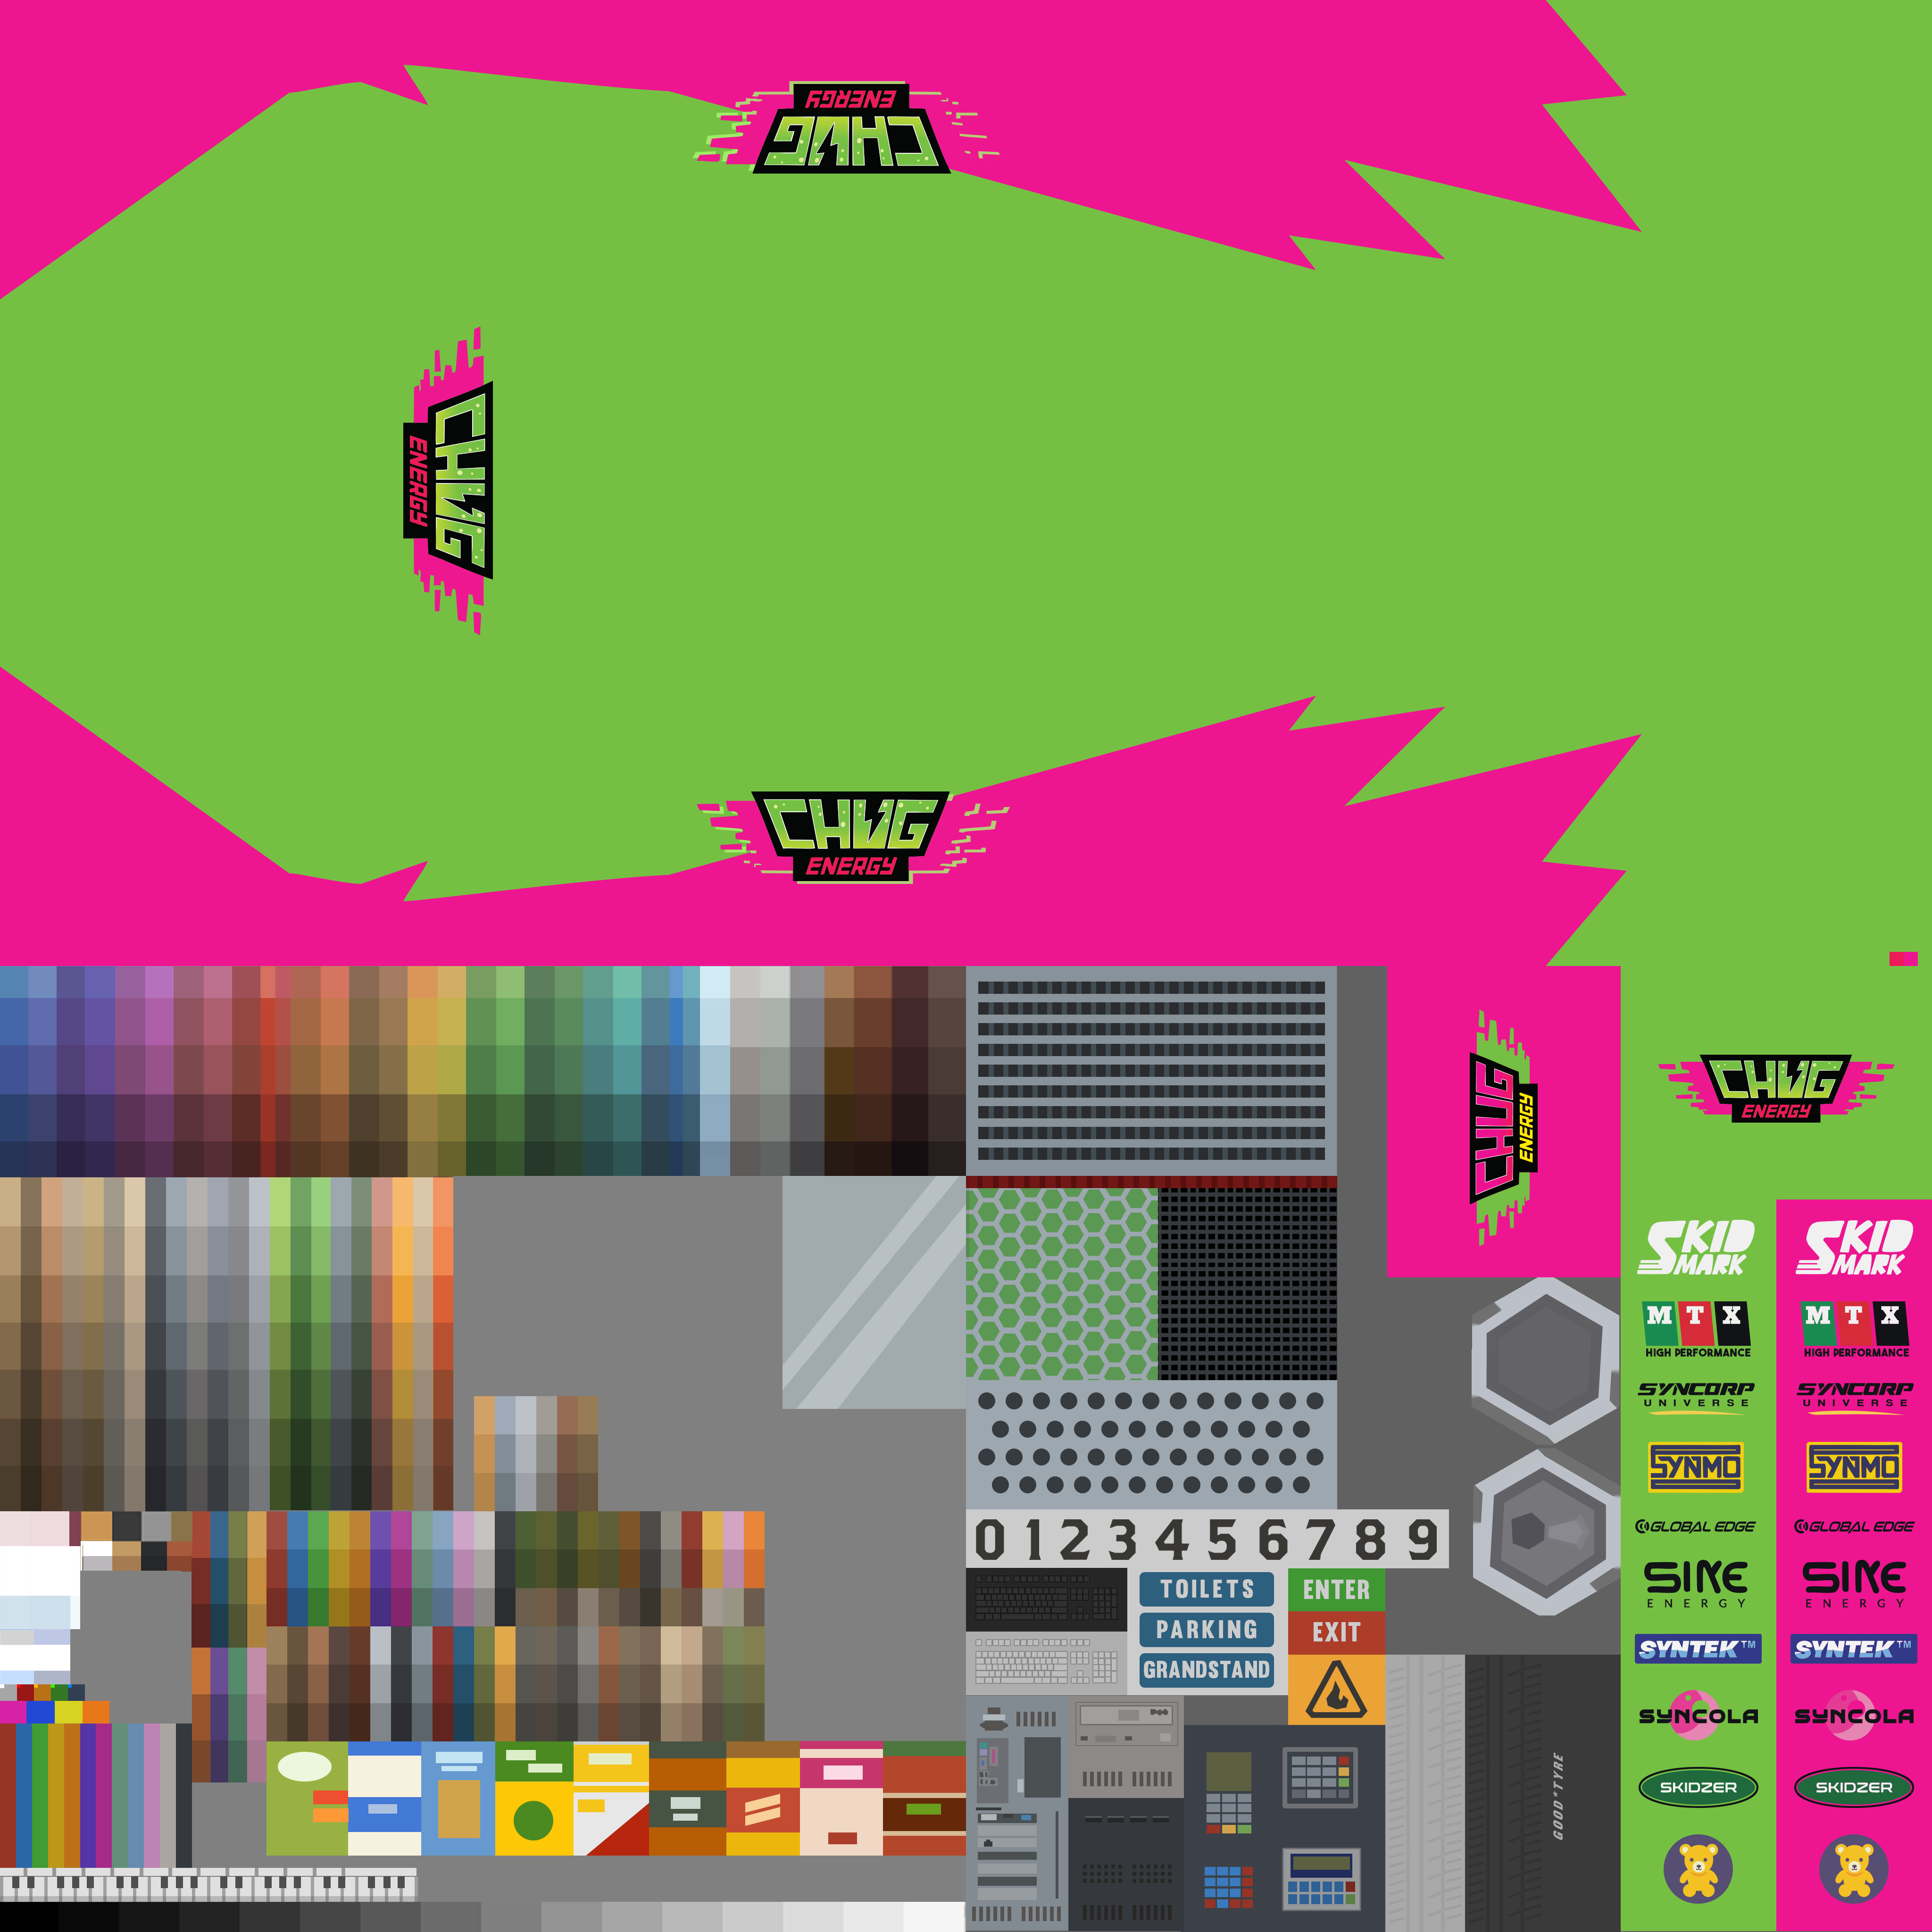 CHUG
ENERGY
CHUG
ENERGY
CHUG
ENERGY
CHUG
ENERGY
CHUG
ENERGY
SKID
MARK
SKID
MARK
M T X
HIGH PERFORMANCE
M T X
HIGH PERFORMANCE
SYNCORP
UNIVERSE
SYNCORP
UNIVERSE
SYNMO
SYNMO
GLOBAL EDGE
GLOBAL EDGE
0 1 2 3 4 5 6 7 8 9
TOILETS
PARKING
GRANDSTAND
ENTER
EXIT
SIKE
ENERGY
SIKE
ENERGY
SYNTEK™
SYNTEK™
SYNCOLA
SYNCOLA
GOOD*TYRE
SKIDZER
SKIDZER